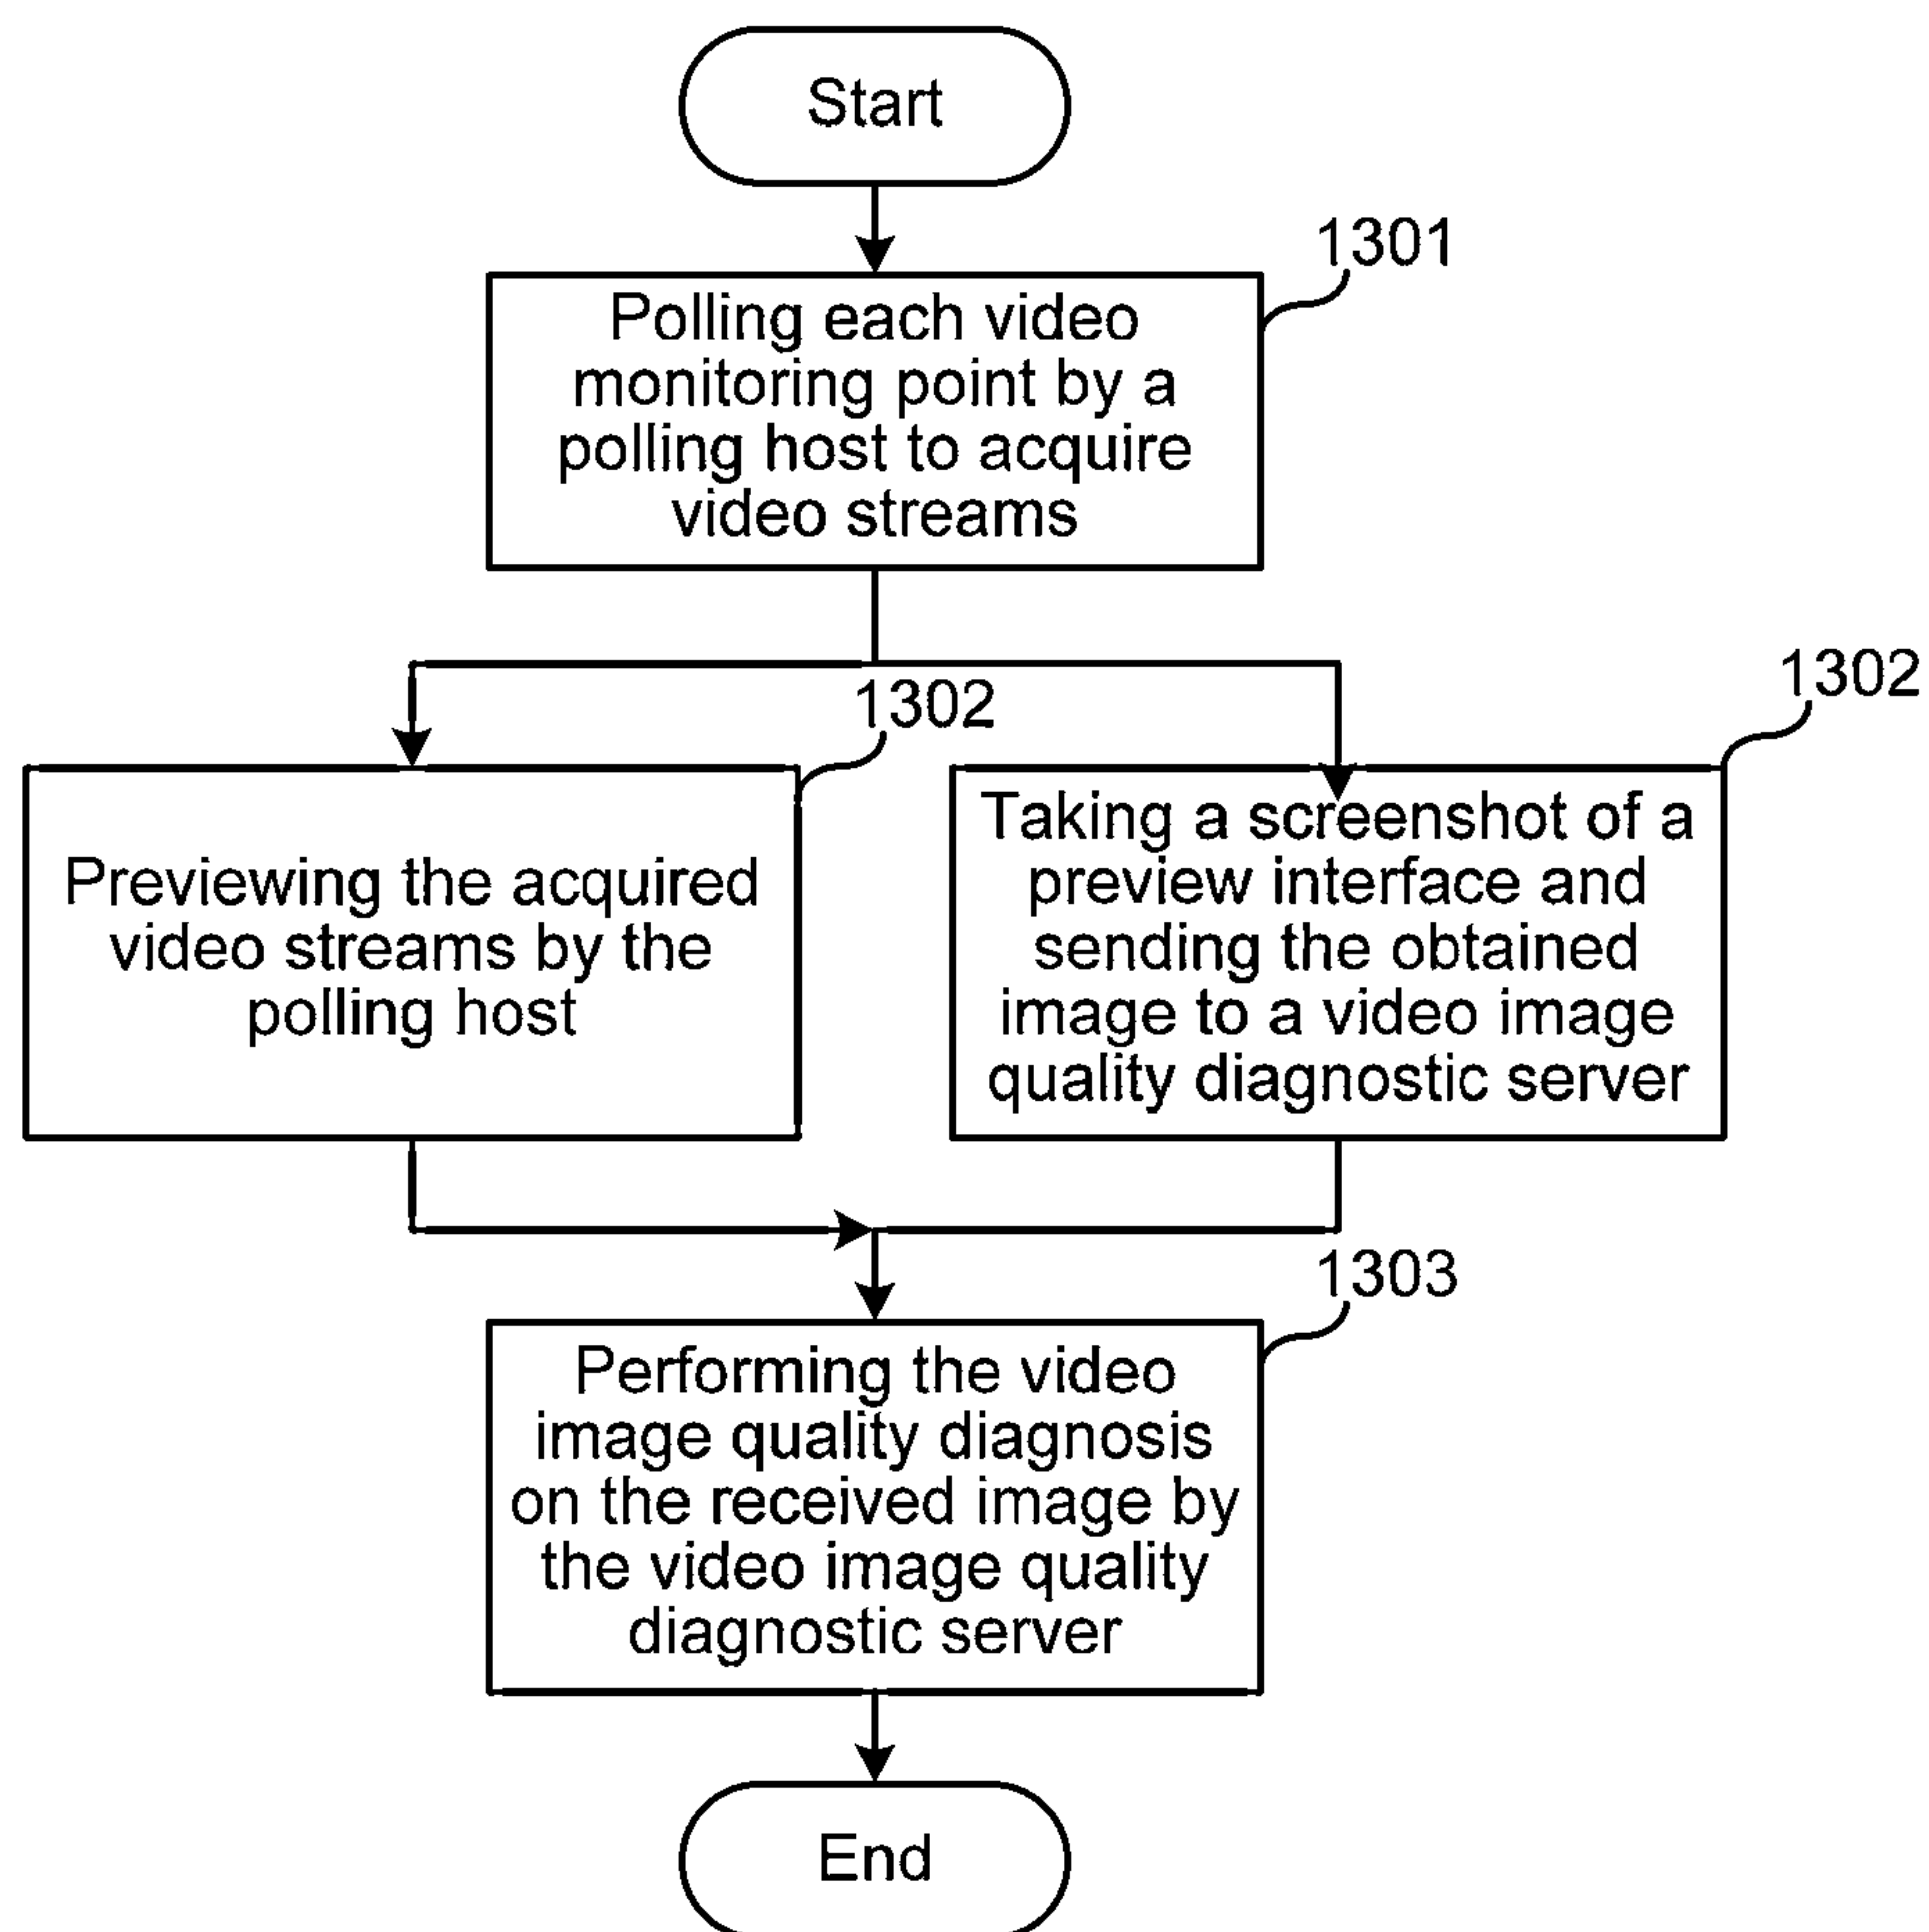 Start
1301
Polling each video
monitoring point by a
polling host to acquire
video streams
1302
Previewing the acquired
video streams by the
polling host
1302
Taking a screenshot of a
preview interface and
sending the obtained
image to a video image
quality diagnostic server
1303
Performing the video
image quality diagnosis
on the received image by
the video image quality
diagnostic server
End